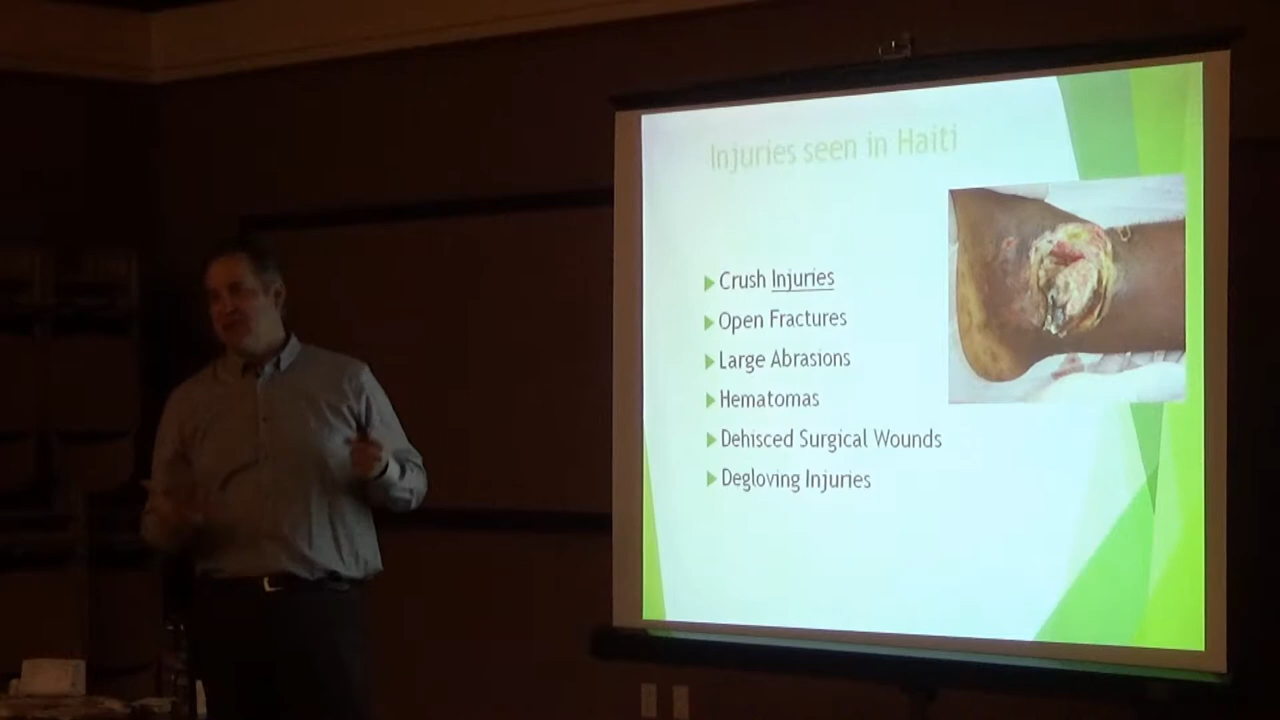 Injuries seen in Haiti
Crush Injuries
Open Fractures
Large Abrasions
Hematomas
Dehisced Surgical Wounds
Degloving Injuries